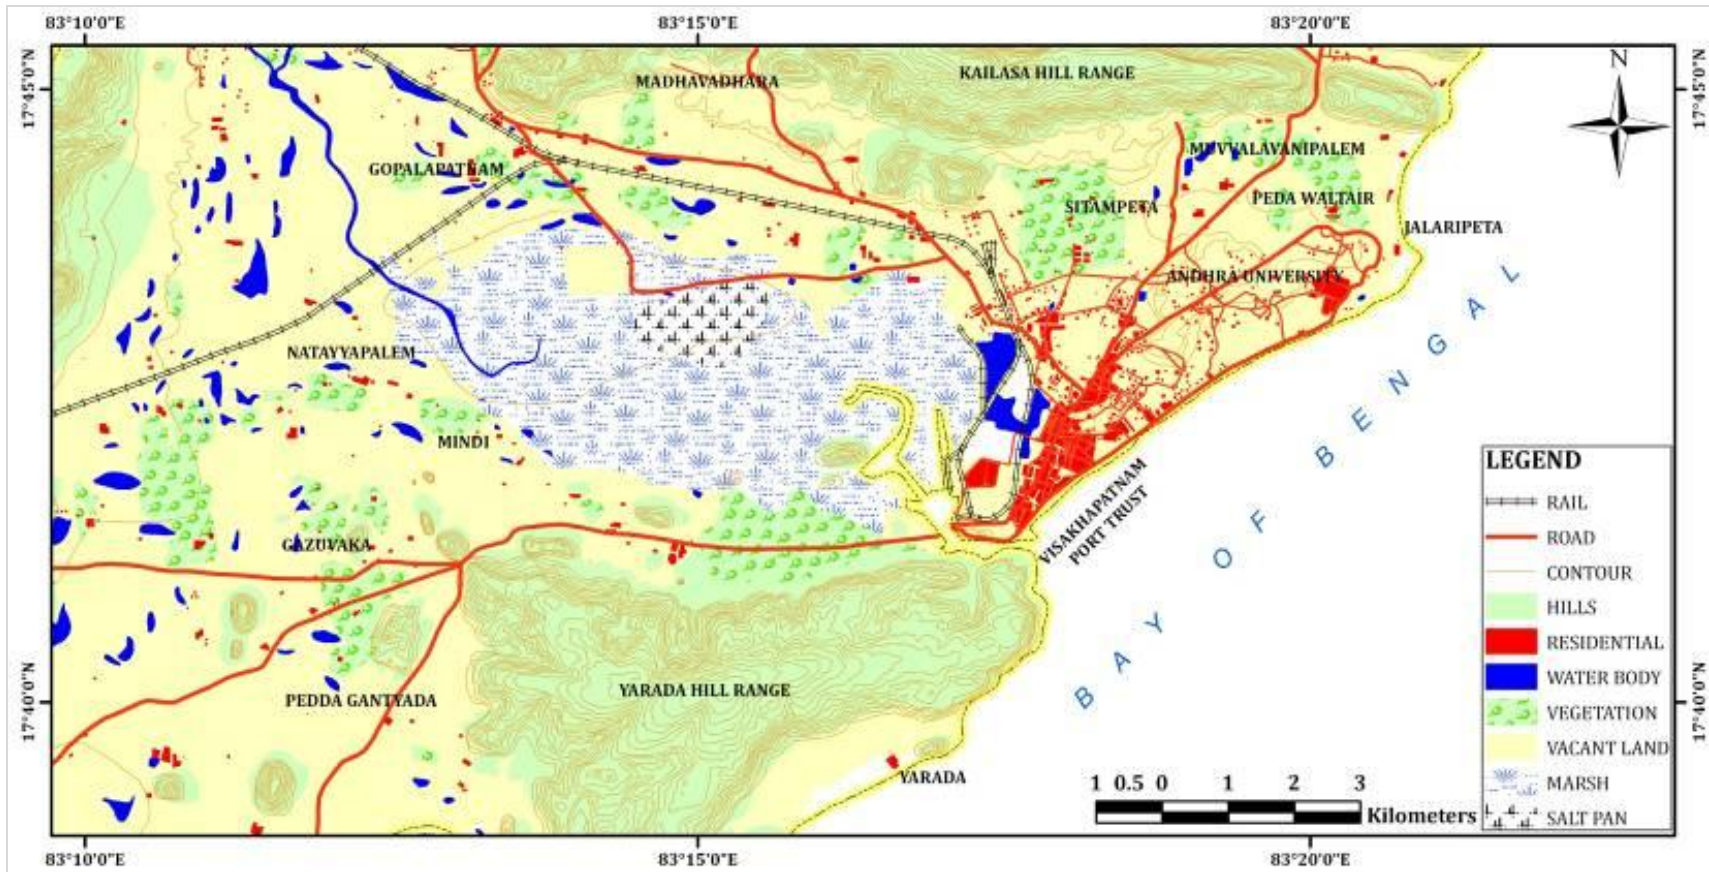 83°10'0"E 83°15'0"E 83°20'0"E
17°45'0"N
17°45'0"N
N
MADHAVADHARA
KAILASA HILL RANGE
GOPALAPATNAM
MUVVALAVANIPALEM
SITAMPETA
PEDA WALTAIR
JALARIPETA
ANDHRA UNIVERSITY
NATAYYAPALEM
MINDI
BAY OF BENGAL
VISAKHAPATNAM
PORT TRUST
GAZUVAKA
PEDDA GANTYADA
YARADA HILL RANGE
YARADA
17°40'0"N
17°40'0"N
LEGEND
RAIL
ROAD
CONTOUR
HILLS
RESIDENTIAL
WATER BODY
VEGETATION
VACANT LAND
MARSH
SALT PAN
1 0.5 0 1 2 3
Kilometers
83°10'0"E 83°15'0"E 83°20'0"E